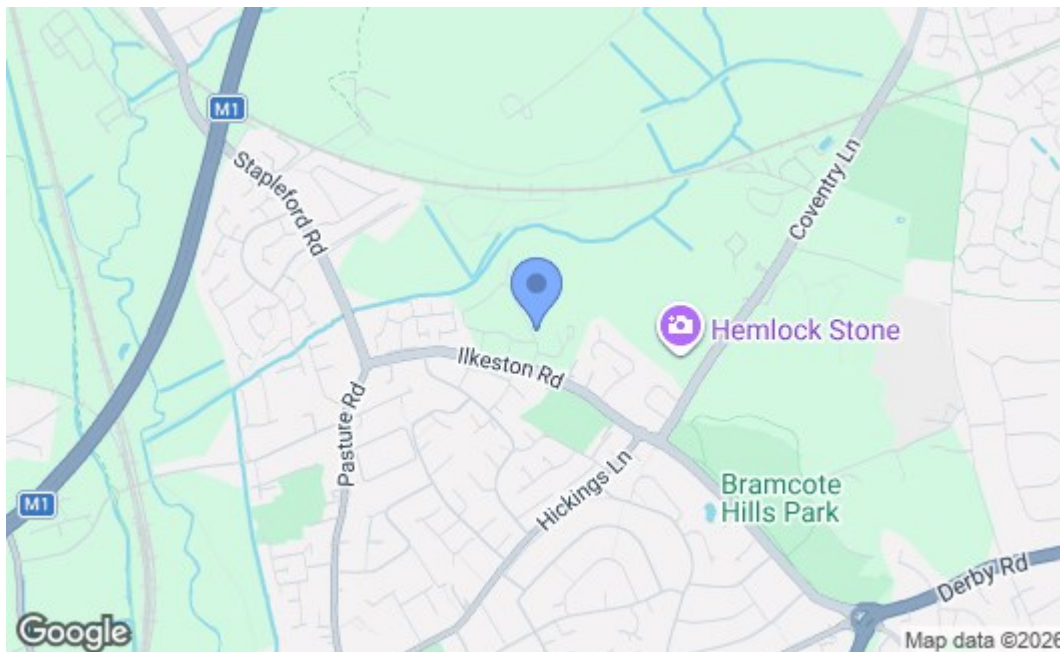 M1
Stapleford Rd
Coventry Ln
Hemlock Stone
Ilkeston Rd
Pasture Rd
Hickings Ln
Bramcote
Hills Park
M1
Derby Rd
Google
Map data ©2026